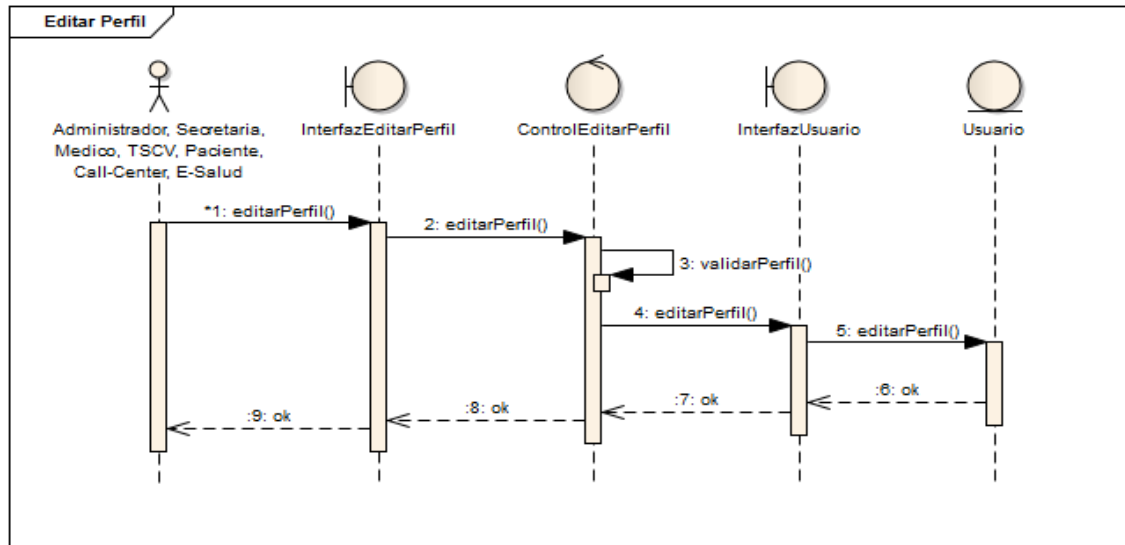 Editar Perfil
Administrador, Secretaria,
Medico, TSCV, Paciente,
Call-Center, E-Salud
InterfazEditarPerfil
ControlEditarPerfil
InterfazUsuario
Usuario
*1: editarPerfil()
2: editarPerfil()
3: validarPerfil()
4: editarPerfil()
5: editarPerfil()
:6: ok
:7: ok
:8: ok
:9: ok